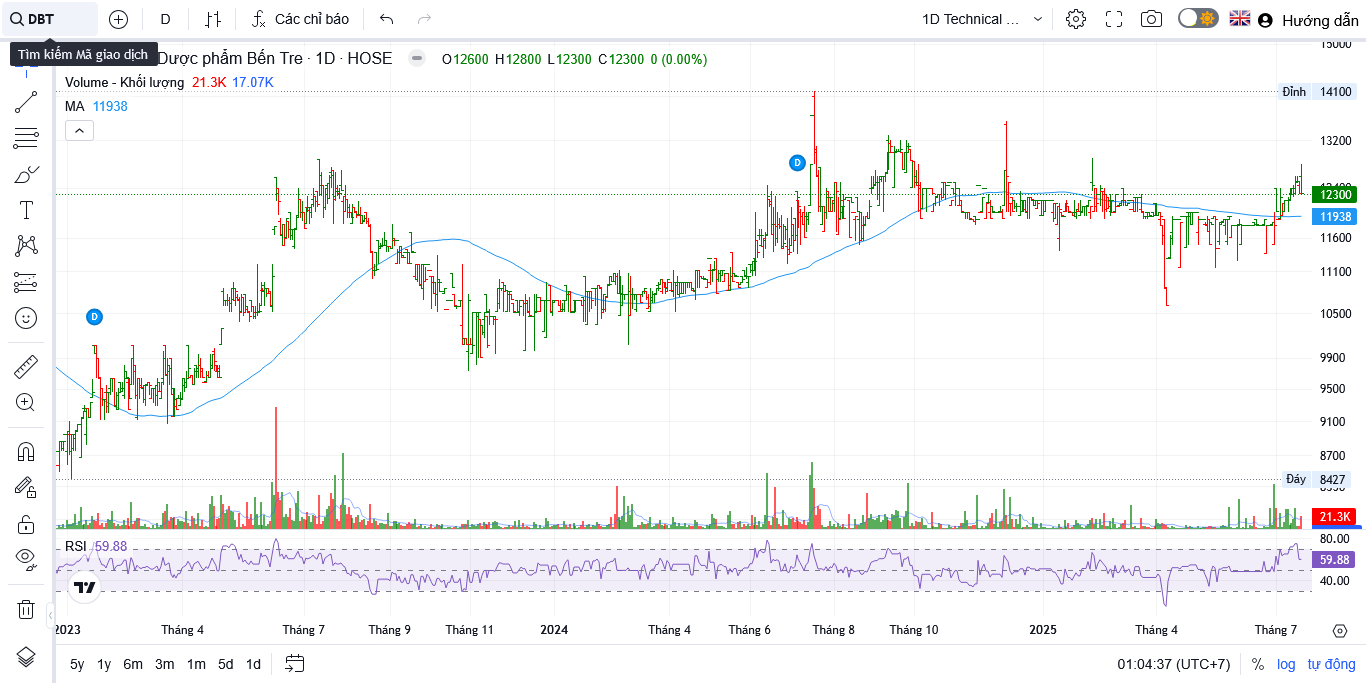 DBT
D
Các chỉ báo
1D Technical ...
Hướng dẫn
Tìm kiếm Mã giao dịch
Dược phẩm Bến Tre · 1D · HOSE
O12600 H12800 L12300 C12300 0 (0.00%)
Volume - Khối lượng 21.3K 17.07K
MA 11938
15000
Đỉnh 14100
13200
12300
11938
11600
11100
10500
9900
9500
9100
8700
Đáy 8427
21.3K
RSI 59.88
80.00
59.88
40.00
D
D
2023 Tháng 4 Tháng 7 Tháng 9 Tháng 11 2024 Tháng 4 Tháng 6 Tháng 8 Tháng 10 2025 Tháng 4 Tháng 7
5y 1y 6m 3m 1m 5d 1d
01:04:37 (UTC+7) % log tự động